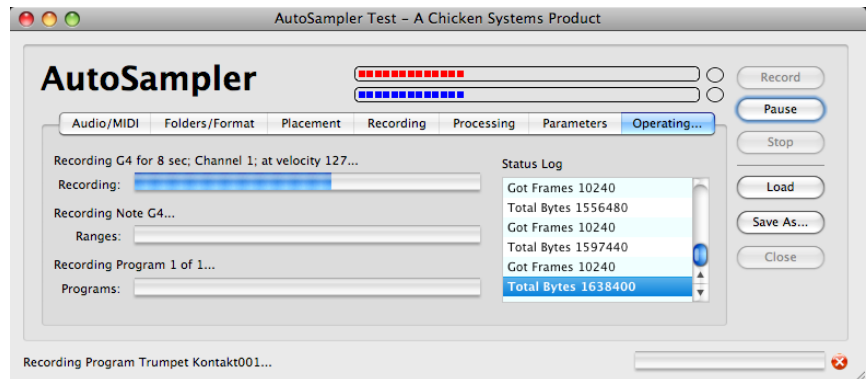 AutoSampler Test – A Chicken Systems Product
AutoSampler
Record
Pause
Stop
Load
Save As...
Close
Audio/MIDI Folders/Format Placement Recording Processing Parameters Operating...
Recording G4 for 8 sec; Channel 1; at velocity 127...
Recording:
Recording Note G4...
Ranges:
Recording Program 1 of 1...
Programs:
Status Log
Got Frames 10240
Total Bytes 1556480
Got Frames 10240
Total Bytes 1597440
Got Frames 10240
Total Bytes 1638400
Recording Program Trumpet Kontakt001...